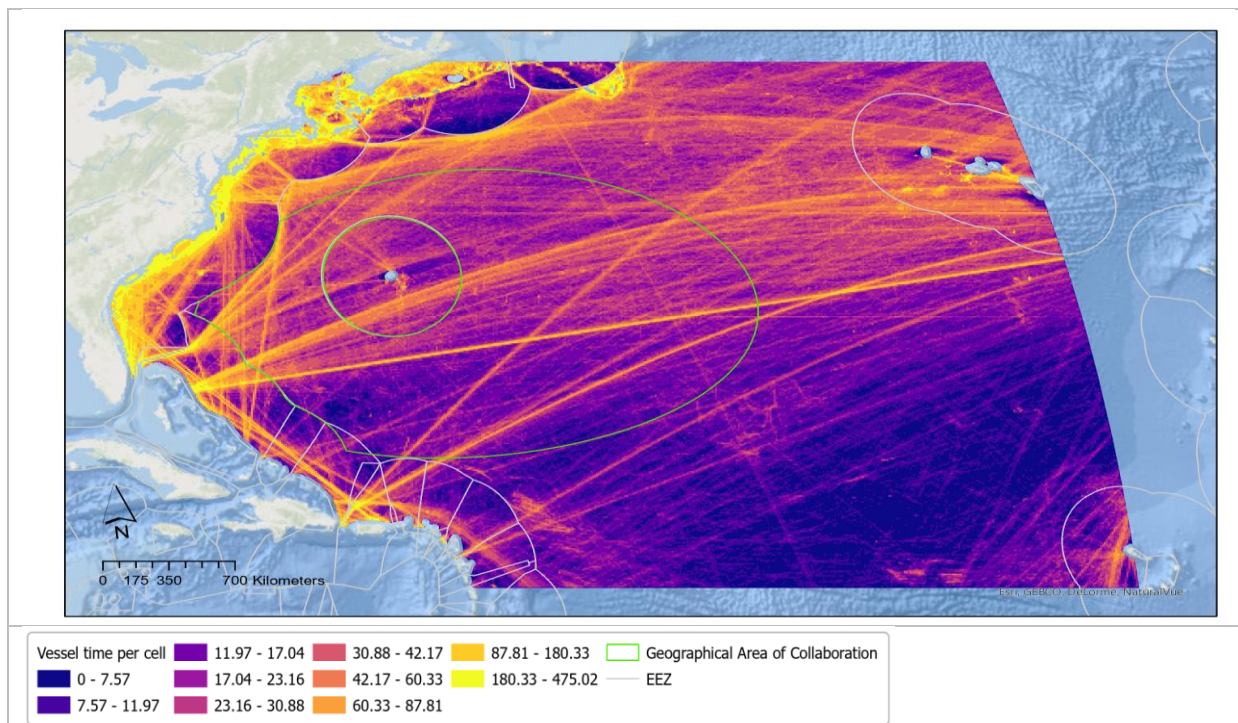 N
0 175 350 700 Kilometers
Esri, GEBCO, DeLorme, NaturalVue
Vessel time per cell 11.97 - 17.04 30.88 - 42.17 87.81 - 180.33 Geographical Area of Collaboration
0 - 7.57 17.04 - 23.16 42.17 - 60.33 180.33 - 475.02 EEZ
7.57 - 11.97 23.16 - 30.88 60.33 - 87.81